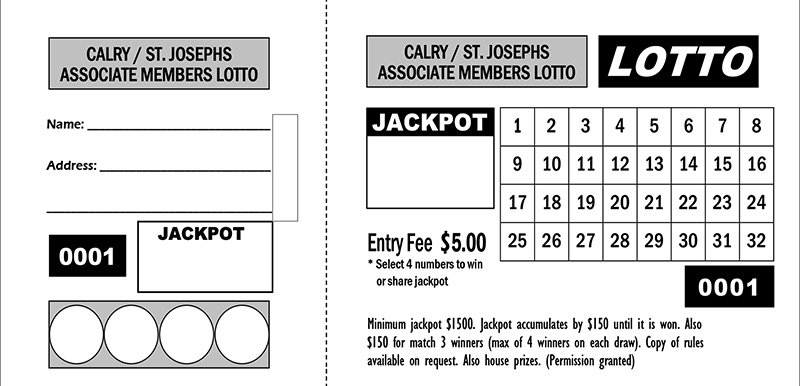 CALRY / ST. JOSEPHS
ASSOCIATE MEMBERS LOTTO
Name:
Address:
0001
JACKPOT
CALRY / ST. JOSEPHS
ASSOCIATE MEMBERS LOTTO
LOTTO
JACKPOT
1 2 3 4 5 6 7 8
9 10 11 12 13 14 15 16
17 18 19 20 21 22 23 24
25 26 27 28 29 30 31 32
Entry Fee $5.00
* Select 4 numbers to win
or share jackpot
0001
Minimum jackpot $1500. Jackpot accumulates by $150 until it is won. Also
$150 for match 3 winners (max of 4 winners on each draw). Copy of rules
available on request. Also house prizes. (Permission granted)